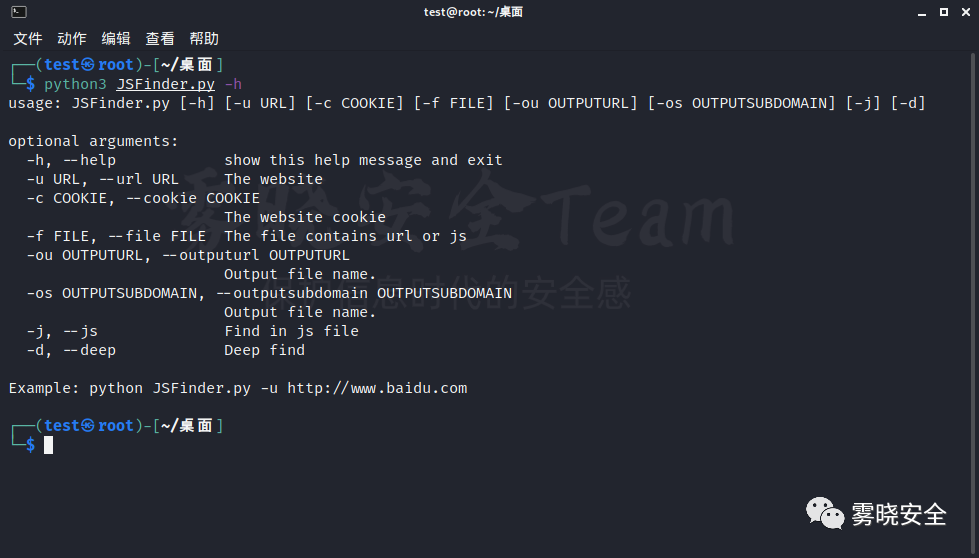 test@root: ~/桌面
文件 动作 编辑 查看 帮助
┌──(test㉿root)-[~/桌面]
└─$ python3 JSFinder.py -h
usage: JSFinder.py [-h] [-u URL] [-c COOKIE] [-f FILE] [-ou OUTPUTURL] [-os OUTPUTSUBDOMAIN] [-j] [-d]
optional arguments:
-h, --help show this help message and exit
-u URL, --url URL The website
-c COOKIE, --cookie COOKIE
The website cookie
-f FILE, --file FILE The file contains url or js
-ou OUTPUTURL, --outputurl OUTPUTURL
Output file name.
-os OUTPUTSUBDOMAIN, --outputsubdomain OUTPUTSUBDOMAIN
Output file name.
-j, --js Find in js file
-d, --deep Deep find
Example: python JSFinder.py -u http://www.baidu.com
┌──(test㉿root)-[~/桌面]
└─$
雾晓安全Team
保护信息时代的安全感
雾晓安全